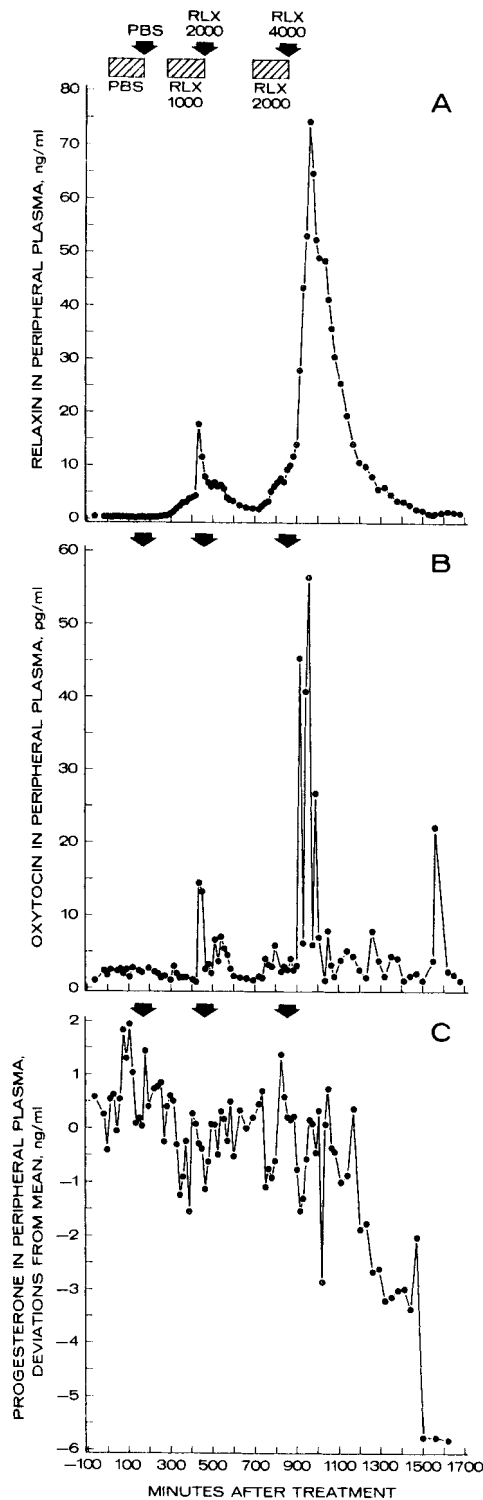 PBS
RLX
2000
RLX
4000
PBS
RLX
1000
RLX
2000
A
RELAXIN IN PERIPHERAL PLASMA, ng/ml
80
70
60
50
40
30
20
10
0
B
OXYTOCIN IN PERIPHERAL PLASMA, pg/ml
60
50
40
30
20
10
0
C
PROGESTERONE IN PERIPHERAL PLASMA,
DEVIATIONS FROM MEAN, ng/ml
2
1
0
−1
−2
−3
−4
−5
−6
−100 100 300 500 700 900 1100 1300 1500 1700
MINUTES AFTER TREATMENT